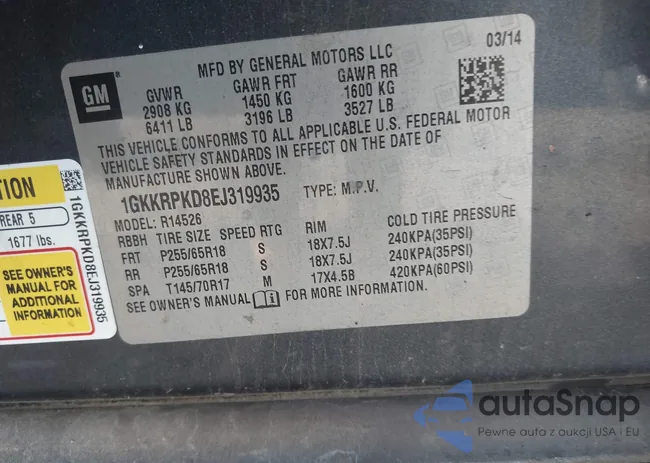 MFD BY GENERAL MOTORS LLC
03/14
GM
GVWR GAWR FRT GAWR RR
2908 KG 1450 KG 1600 KG
6411 LB 3196 LB 3527 LB
THIS VEHICLE CONFORMS TO ALL APPLICABLE U.S. FEDERAL MOTOR
VEHICLE SAFETY STANDARDS IN EFFECT ON THE DATE OF
MANUFACTURE SHOWN ABOVE.
1GKKRPKD8EJ319935 TYPE: M.P.V.
MODEL: R14526
RBBH TIRE SIZE SPEED RTG RIM COLD TIRE PRESSURE
FRT P255/65R18 S 18X7.5J 240KPA(35PSI)
RR P255/65R18 S 18X7.5J 240KPA(35PSI)
SPA T145/70R17 M 17X4.5B 420KPA(60PSI)
SEE OWNER'S MANUAL FOR MORE INFORMATION.
TION
REAR 5
1677 lbs.
SEE OWNER'S
MANUAL FOR
ADDITIONAL
INFORMATION
1GKKRPKD8EJ319935
autaSnap
Pewne auta z aukcji USA i EU